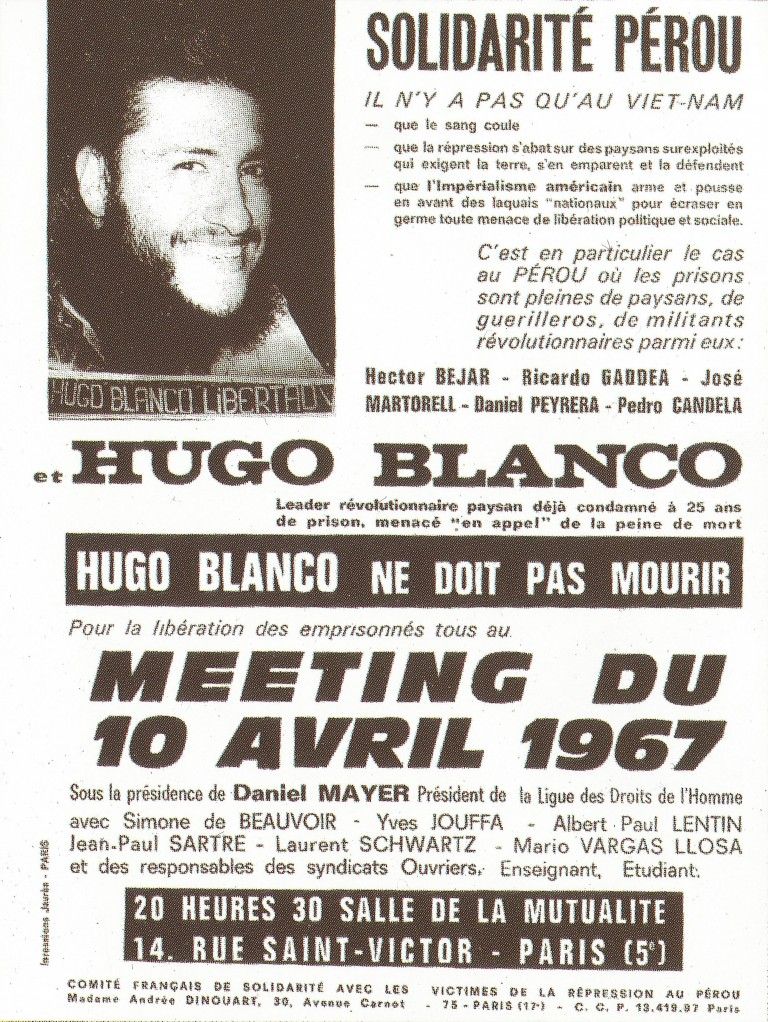 SOLIDARITÉ PÉROU
IL N'Y A PAS QU'AU VIET-NAM
— que le sang coule
— que la répression s'abat sur des paysans surexploités
qui exigent la terre, s'en emparent et la défendent
— que l'Impérialisme américain arme et pousse
en avant des laquais "nationaux" pour écraser en
germe toute menace de libération politique et sociale.
C'est en particulier le cas
au PÉROU où les prisons
sont pleines de paysans, de
guerilleros, de militants
révolutionnaires parmi eux :
Hector BEJAR - Ricardo GADDEA - José
MARTORELL - Daniel PEYRERA - Pedro CANDELA
HUGO BLANCO LIBERTAD
et HUGO BLANCO
Leader révolutionnaire paysan déjà condamné à 25 ans
de prison, menacé "en appel" de la peine de mort
HUGO BLANCO NE DOIT PAS MOURIR
Pour la libération des emprisonnés tous au
MEETING DU
10 AVRIL 1967
Sous la présidence de Daniel MAYER Président de la Ligue des Droits de l'Homme
avec Simone de BEAUVOIR - Yves JOUFFA - Albert Paul LENTIN
Jean-Paul SARTRE - Laurent SCHWARTZ - Mario VARGAS LLOSA
et des responsables des syndicats Ouvriers, Enseignant, Etudiant.
20 HEURES 30 SALLE DE LA MUTUALITE
14. RUE SAINT-VICTOR - PARIS (5e)
Impressions Jaurès - PARIS
COMITÉ FRANÇAIS DE SOLIDARITÉ AVEC LES VICTIMES DE LA RÉPRESSION AU PÉROU
Madame Andrée DINOUART, 30, Avenue Carnot - 75 - PARIS (17e) - C. C. P. 13.419.87 Paris